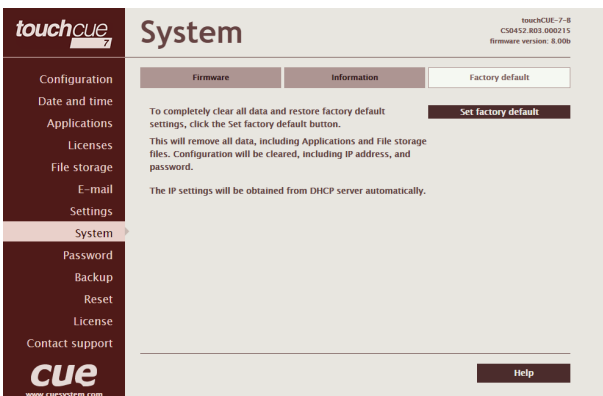 touchcue
7
System
touchCUE-7-B
CS0452.R03.000215
firmware version: 8.00b
Configuration
Date and time
Applications
Licenses
File storage
E-mail
Settings
System
Password
Backup
Reset
License
Contact support
cue
www.cuesystem.com
Firmware
Information
Factory default
To completely clear all data and restore factory default
settings, click the Set factory default button.
Set factory default
This will remove all data, including Applications and File storage
files. Configuration will be cleared, including IP address, and
password.
The IP settings will be obtained from DHCP server automatically.
Help